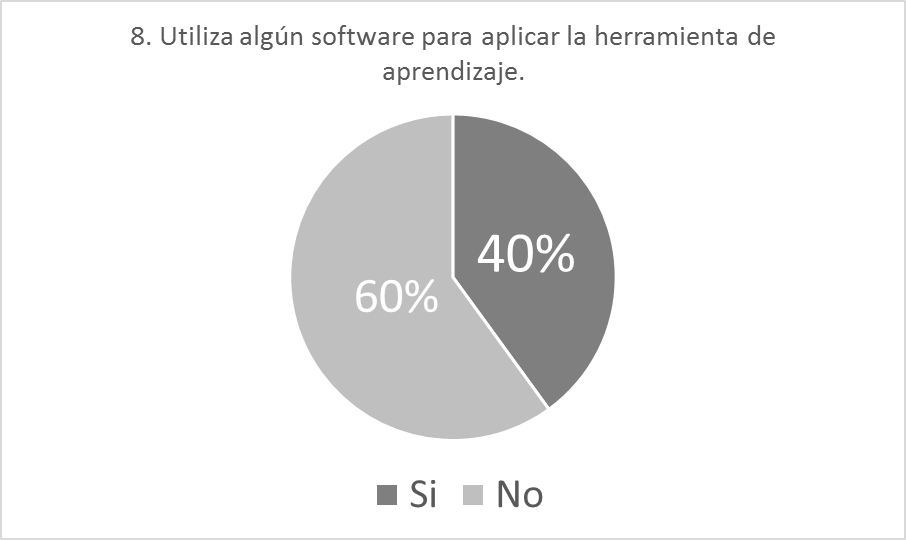 8. Utiliza algún software para aplicar la herramienta de
aprendizaje.
40%
60%
Si No